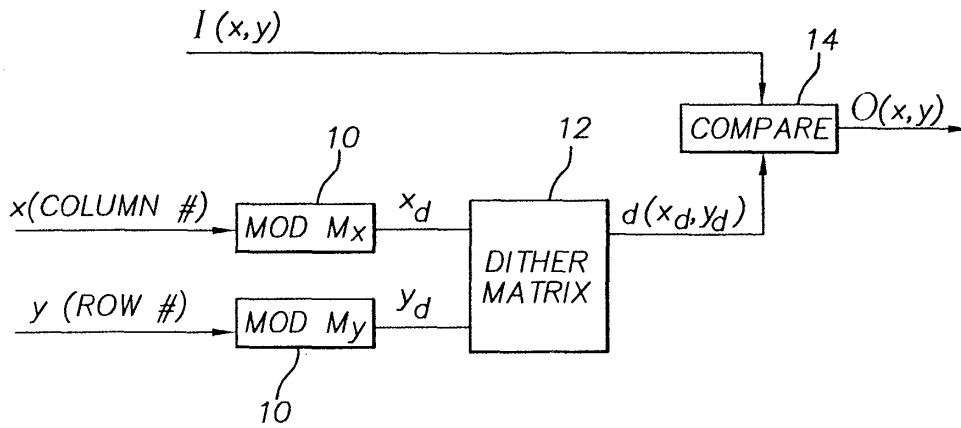 I(x,y)
14
COMPARE
O(x,y)
10
12
x(COLUMN #)
MOD Mx
xd
d(xd,yd)
DITHER
MATRIX
y (ROW #)
MOD My
yd
10